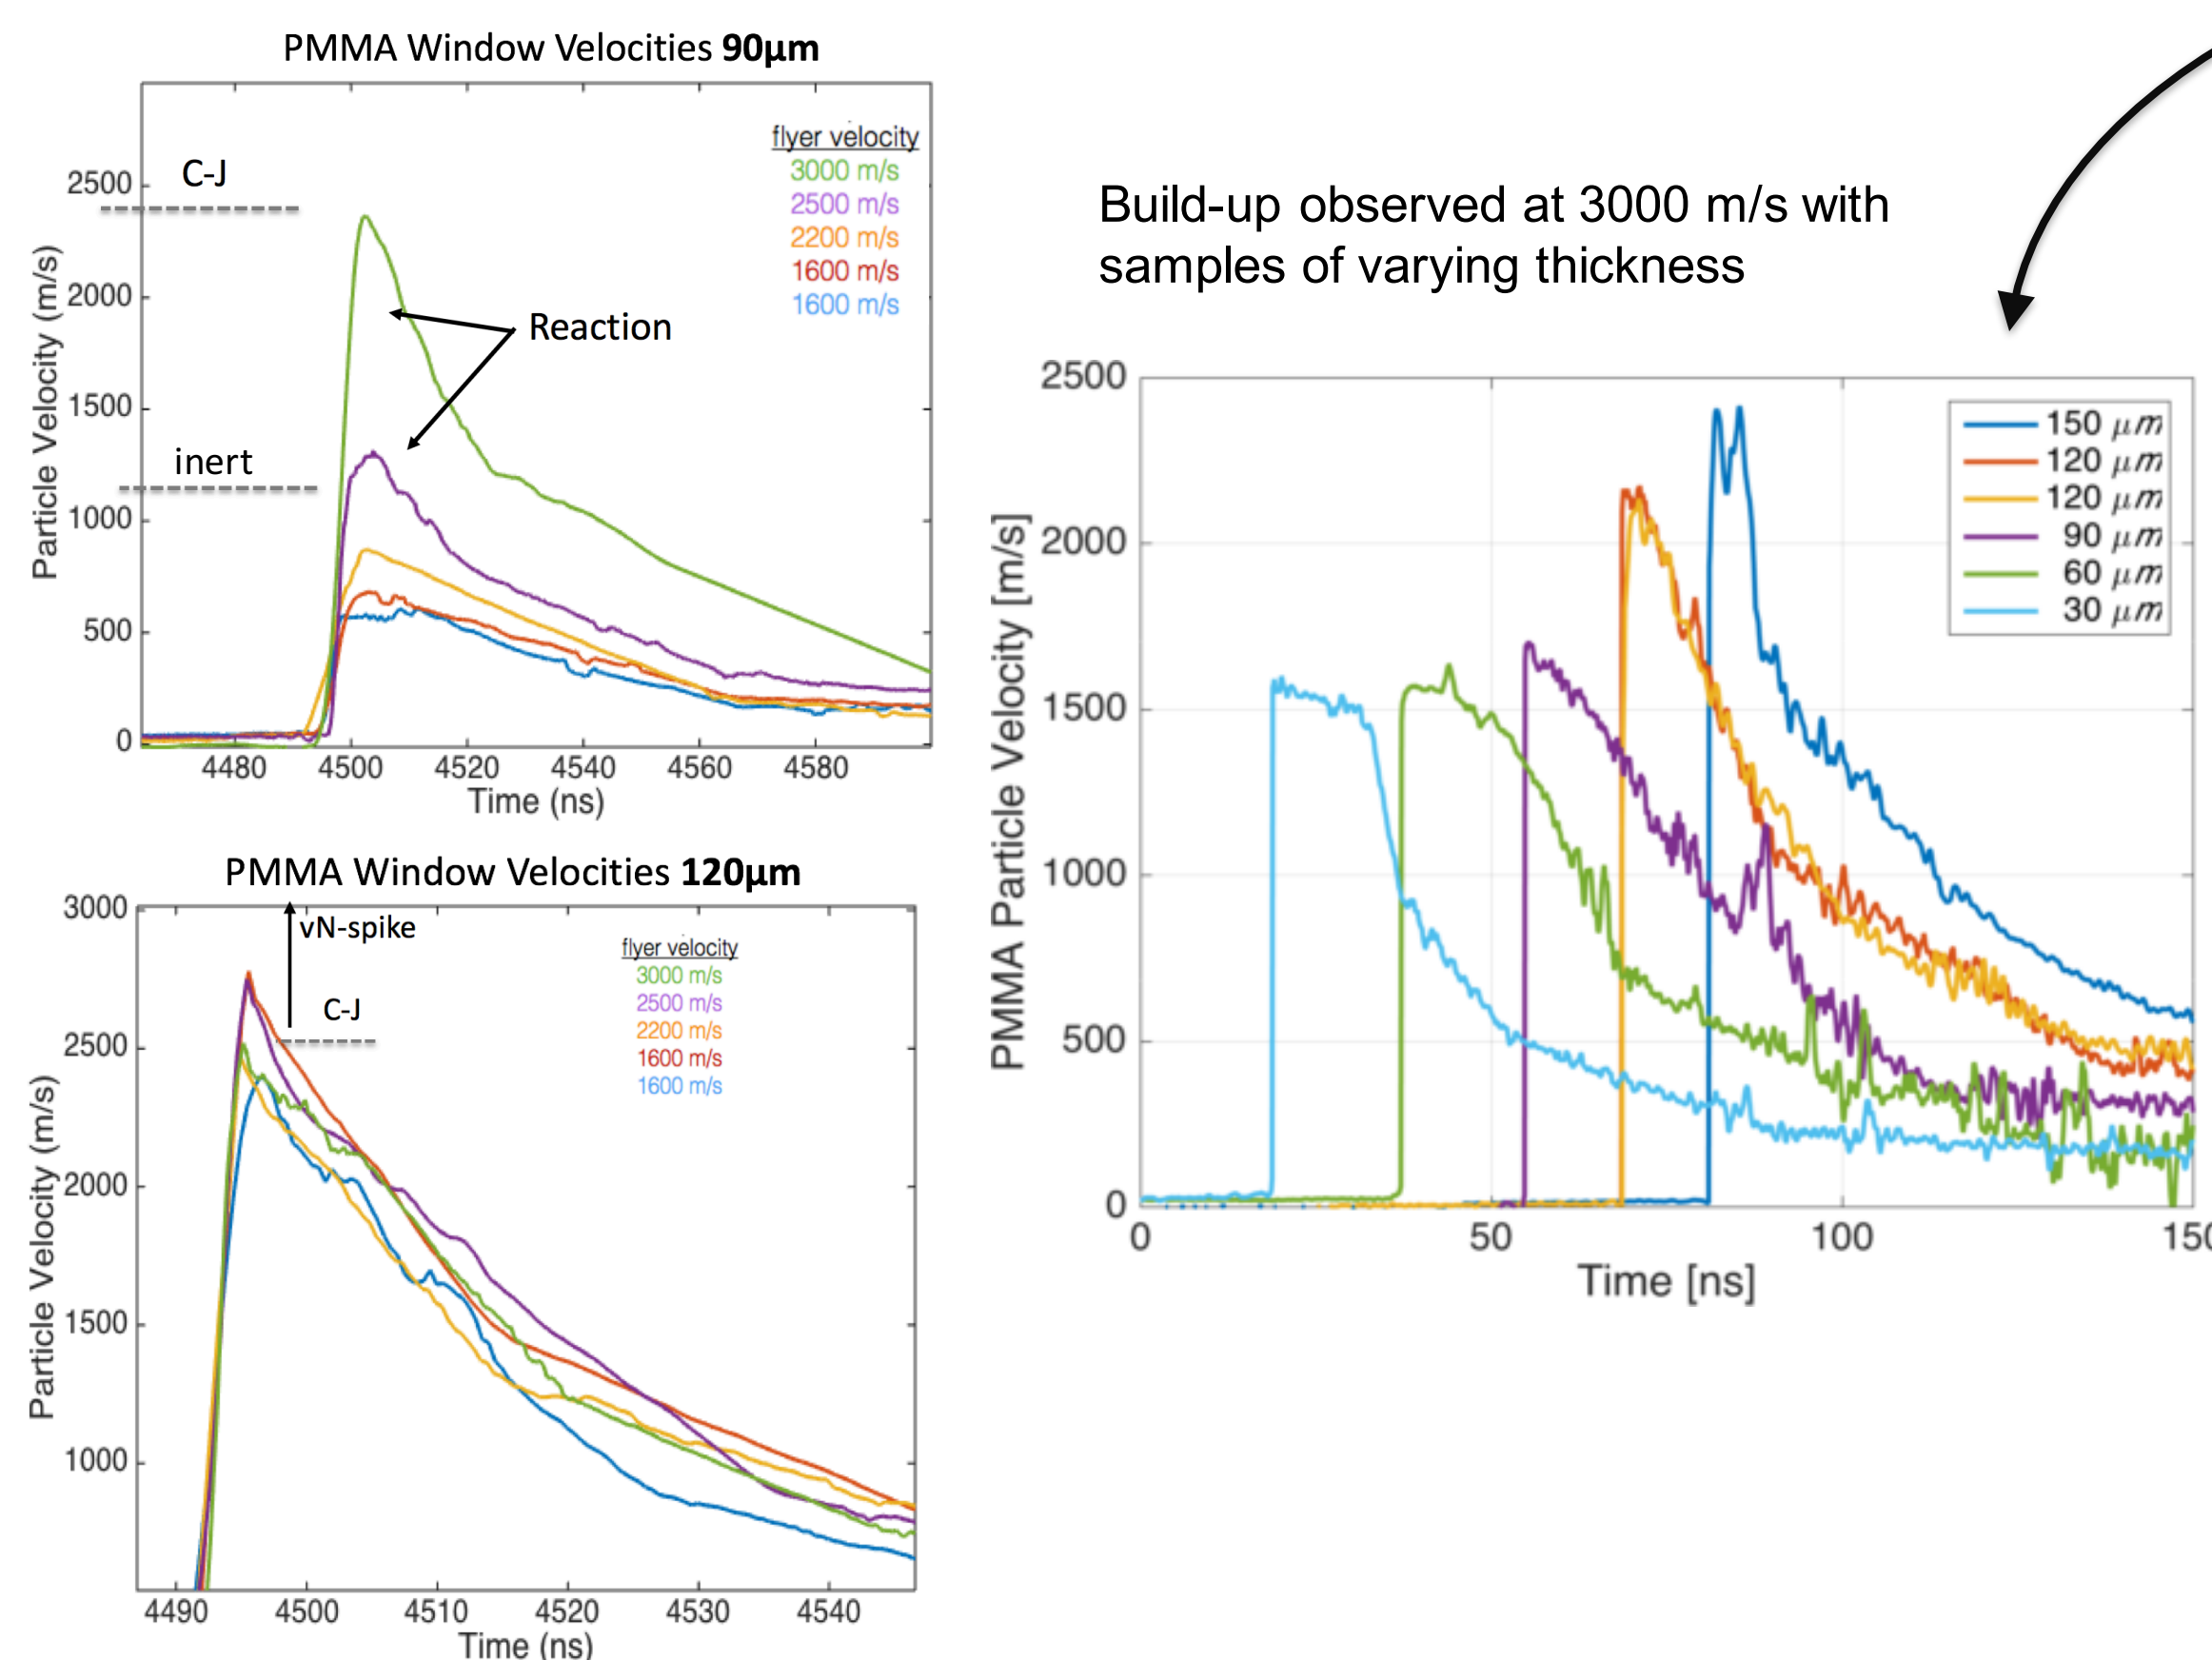 PMMA Window Velocities 90μm
flyer velocity
3000 m/s
2500 m/s
2200 m/s
1600 m/s
1600 m/s
C-J
inert
Reaction
2500
2000
1500
1000
500
0
Particle Velocity (m/s)
4480 4500 4520 4540 4560 4580
Time (ns)
PMMA Window Velocities 120μm
vN-spike
C-J
flyer velocity
3000 m/s
2500 m/s
2200 m/s
1600 m/s
1600 m/s
3000
2500
2000
1500
1000
Particle Velocity (m/s)
4490 4500 4510 4520 4530 4540
Time (ns)
Build-up observed at 3000 m/s with
samples of varying thickness
150 μm
120 μm
120 μm
90 μm
60 μm
30 μm
2500
2000
1500
1000
500
0
PMMA Particle Velocity [m/s]
0 50 100 150
Time [ns]